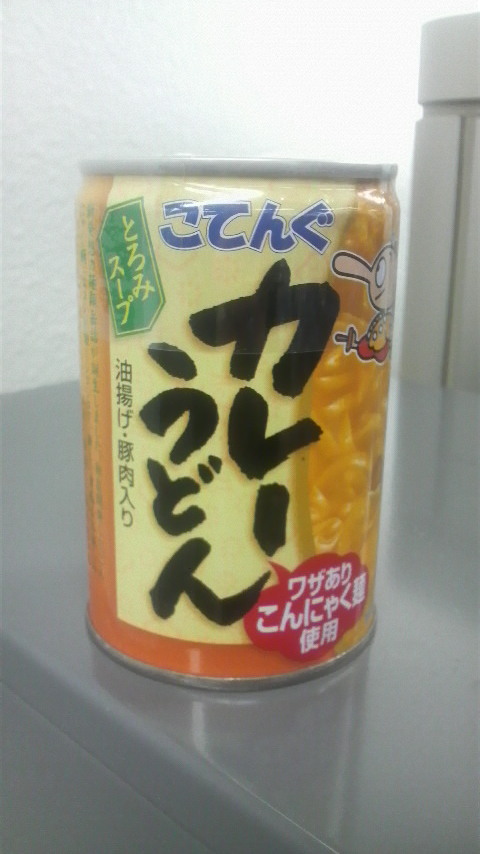 こてんぐ
とろみ
スープ
カレー
うどん
油揚げ・豚肉入り
ワザあり
こんにゃく麺
使用